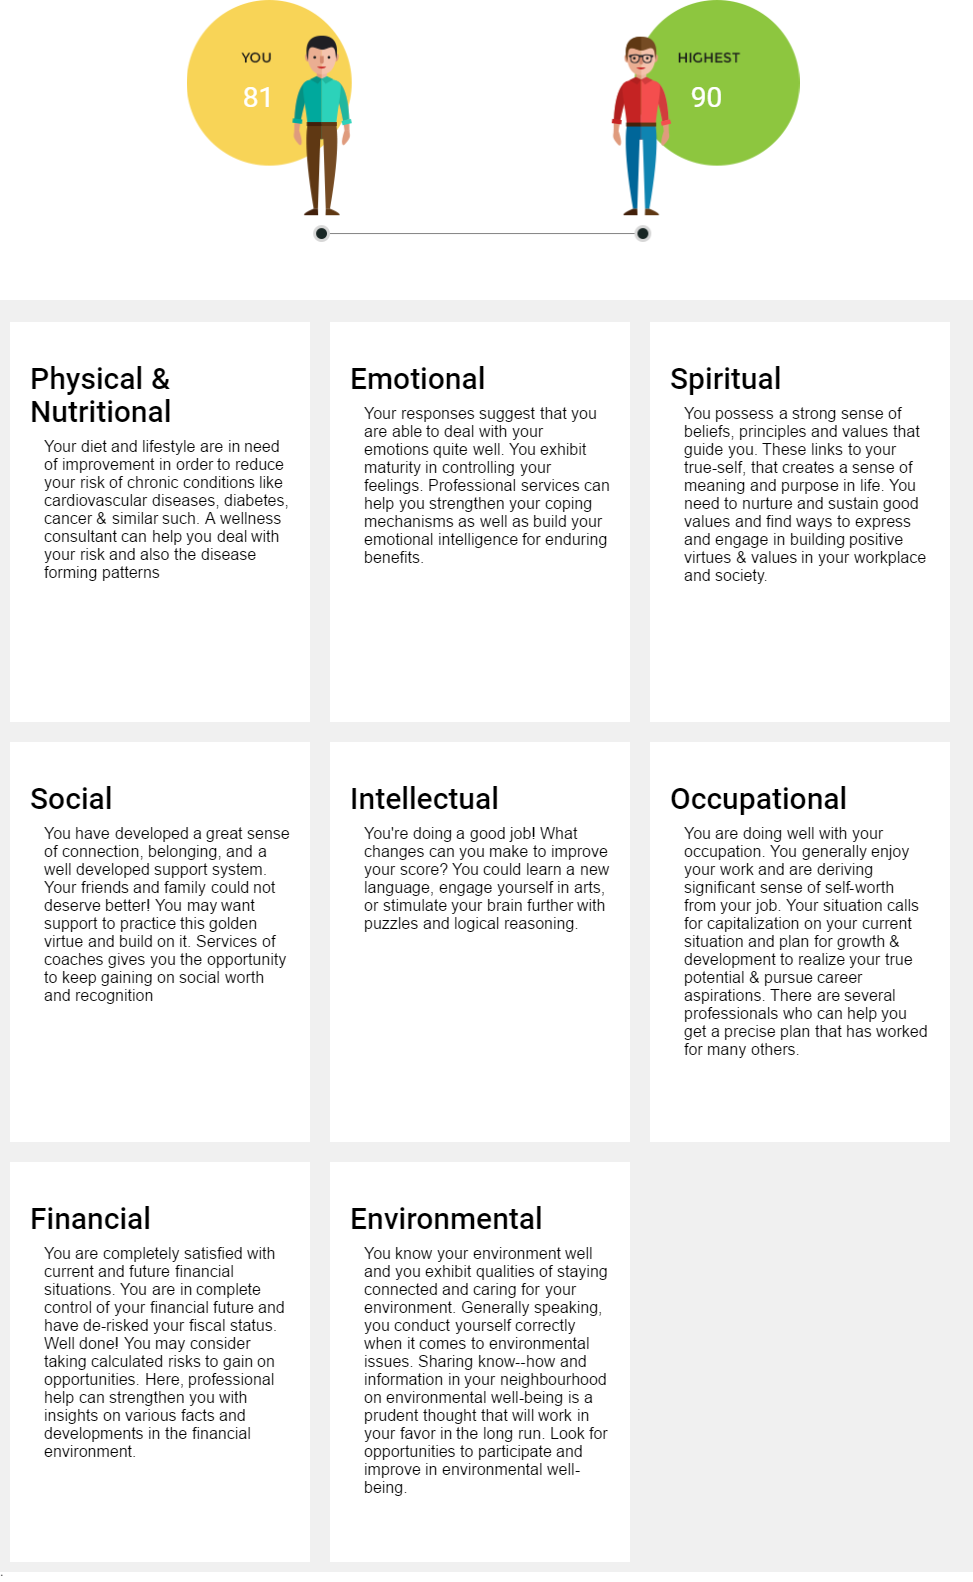 YOU
81
HIGHEST
90
Physical &
Nutritional
Your diet and lifestyle are in need
of improvement in order to reduce
your risk of chronic conditions like
cardiovascular diseases, diabetes,
cancer & similar such. A wellness
consultant can help you deal with
your risk and also the disease
forming patterns
Emotional
Your responses suggest that you
are able to deal with your
emotions quite well. You exhibit
maturity in controlling your
feelings. Professional services can
help you strengthen your coping
mechanisms as well as build your
emotional intelligence for enduring
benefits.
Spiritual
You possess a strong sense of
beliefs, principles and values that
guide you. These links to your
true-self, that creates a sense of
meaning and purpose in life. You
need to nurture and sustain good
values and find ways to express
and engage in building positive
virtues & values in your workplace
and society.
Social
You have developed a great sense
of connection, belonging, and a
well developed support system.
Your friends and family could not
deserve better! You may want
support to practice this golden
virtue and build on it. Services of
coaches gives you the opportunity
to keep gaining on social worth
and recognition
Intellectual
You're doing a good job! What
changes can you make to improve
your score? You could learn a new
language, engage yourself in arts,
or stimulate your brain further with
puzzles and logical reasoning.
Occupational
You are doing well with your
occupation. You generally enjoy
your work and are deriving
significant sense of self-worth
from your job. Your situation calls
for capitalization on your current
situation and plan for growth &
development to realize your true
potential & pursue career
aspirations. There are several
professionals who can help you
get a precise plan that has worked
for many others.
Financial
You are completely satisfied with
current and future financial
situations. You are in complete
control of your financial future and
have de-risked your fiscal status.
Well done! You may consider
taking calculated risks to gain on
opportunities. Here, professional
help can strengthen you with
insights on various facts and
developments in the financial
environment.
Environmental
You know your environment well
and you exhibit qualities of staying
connected and caring for your
environment. Generally speaking,
you conduct yourself correctly
when it comes to environmental
issues. Sharing know--how and
information in your neighbourhood
on environmental well-being is a
prudent thought that will work in
your favor in the long run. Look for
opportunities to participate and
improve in environmental well-
being.